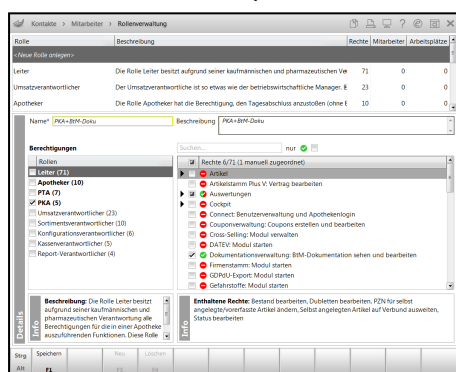 Kontakte > Mitarbeiter > Rollenverwaltung
Rolle Beschreibung Rechte Mitarbeiter Arbeitsplätze
<Neue Rolle anlegen>
Leiter Die Rolle Leiter besitzt aufgrund seiner kaufmännischen und pharmazeutischen Ve 71 0 0
Umsatzverantwortlicher Der Umsatzverantwortliche ist so etwas wie der betriebswirtschaftliche Manager. E 23 0 0
Apotheker Die Rolle Apotheker hat die Berechtigung, den Tagesabschluss anzustoßen (ohne E 10 0 0
Name* PKA+BtM-Doku Beschreibung PKA+BtM-Doku
Berechtigungen Suchen... nur
Rollen Rechte 6/71 (1 manuell zugeordnet)
Leiter (71) Artikel
Apotheker (10) Artikelstamm Plus V: Vertrag bearbeiten
PTA (7) Auswertungen
PKA (5) Cockpit
Umsatzverantwortlicher (23) Connect: Benutzerverwaltung und Apothekenlogin
Sortimentsverantwortlicher (10) Couponverwaltung: Coupons erstellen und bearbeiten
Konfigurationsverantwortlicher (6) Cross-Selling: Modul verwalten
Kassenverantwortlicher (5) DATEV: Modul starten
Report-Verantwortlicher (4) Dokumentationsverwaltung: BtM-Dokumentation sehen und bearbeiten
Firmenstamm: Modul starten
GDPdU-Export: Modul starten
Gefahrstoffe: Modul starten
Details
Info
Beschreibung: Die Rolle Leiter besitzt
aufgrund seiner kaufmännischen und
pharmazeutischen Verantwortung alle
Berechtigungen für die in einer Apotheke
auszuführenden Funktionen. Diese Rolle
Info
Enthaltene Rechte: Bestand bearbeiten, Dubletten bearbeiten, PZN für selbst
angelegte/vorerfasste Artikel ändern, Selbst angelegten Artikel auf Verbund ausweiten,
Status bearbeiten
Strg Speichern Neu Löschen
Alt F1 F3 F4